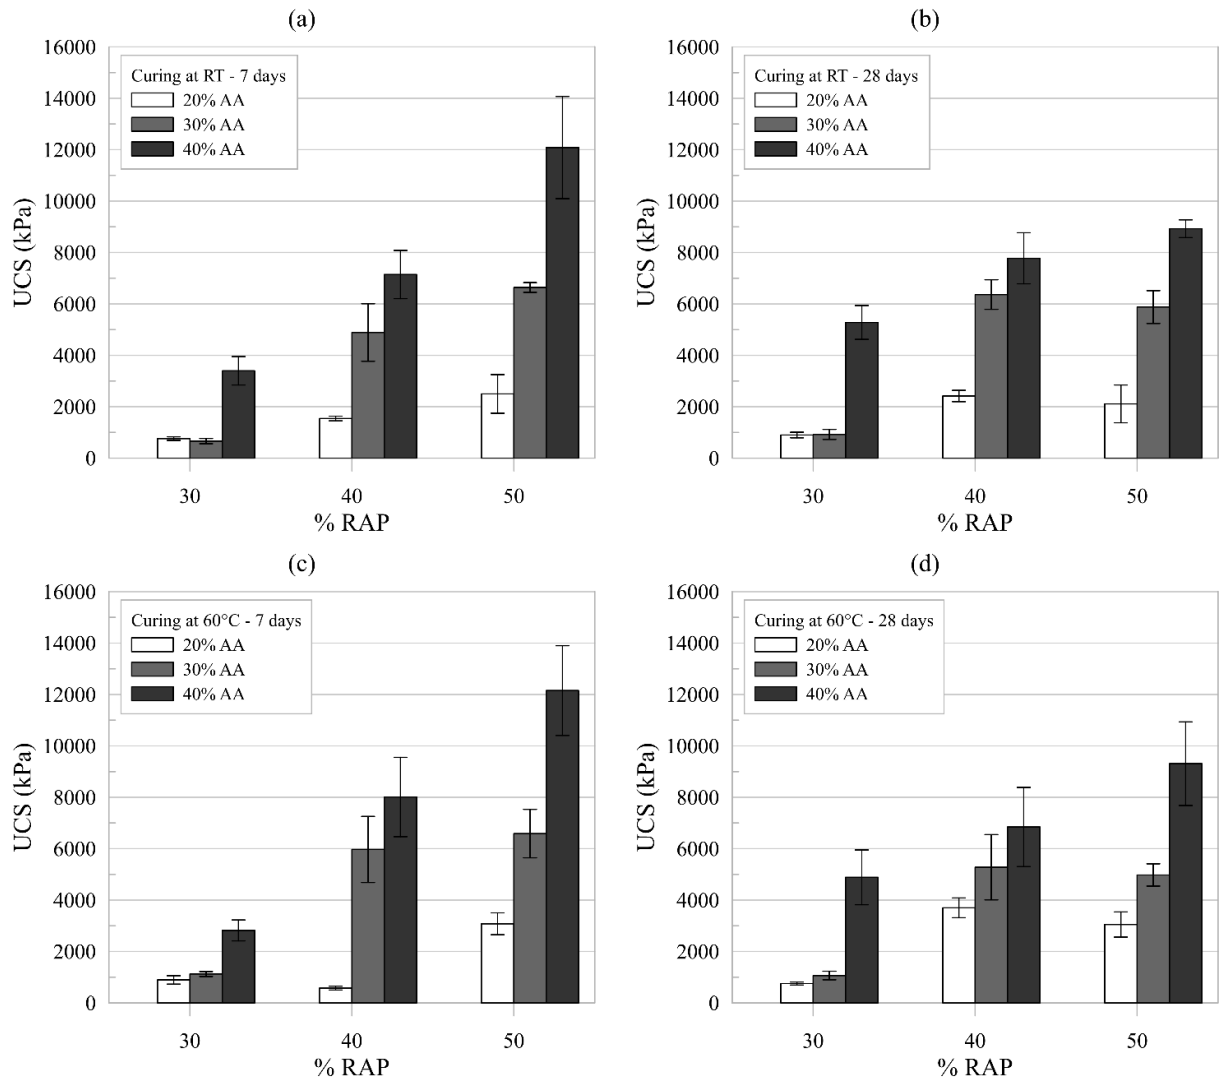 (a)
16000
14000
12000
10000
8000
6000
4000
2000
0
UCS (kPa)
Curing at RT - 7 days
20% AA
30% AA
40% AA
30 40 50
% RAP
(b)
16000
14000
12000
10000
8000
6000
4000
2000
0
UCS (kPa)
Curing at RT - 28 days
20% AA
30% AA
40% AA
30 40 50
% RAP
(c)
16000
14000
12000
10000
8000
6000
4000
2000
0
UCS (kPa)
Curing at 60°C - 7 days
20% AA
30% AA
40% AA
30 40 50
% RAP
(d)
16000
14000
12000
10000
8000
6000
4000
2000
0
UCS (kPa)
Curing at 60°C - 28 days
20% AA
30% AA
40% AA
30 40 50
% RAP